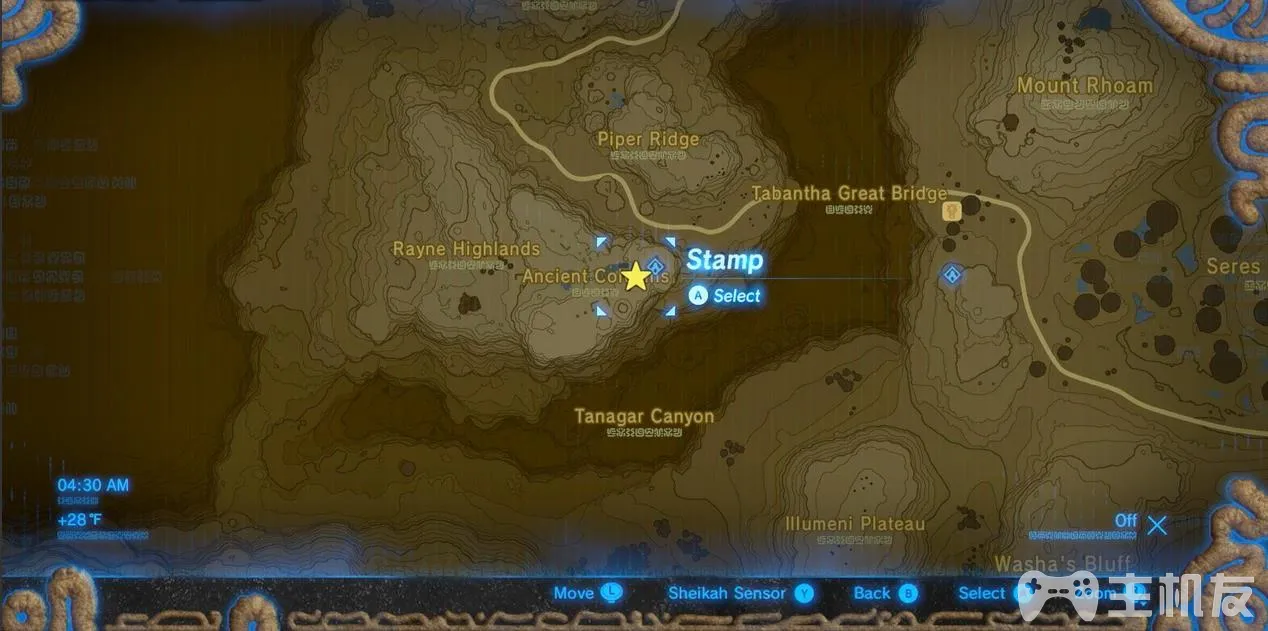 Mount Rhoam
Piper Ridge
Tabantha Great Bridge
Rayne Highlands
Stamp
Seres
Ancient Co
A Select
Tanagar Canyon
04:30 AM
+28°F
Illumeni Plateau
Off
Washa's Bluff
Move L
Sheikah Sensor Y
Back B
Select
主机友